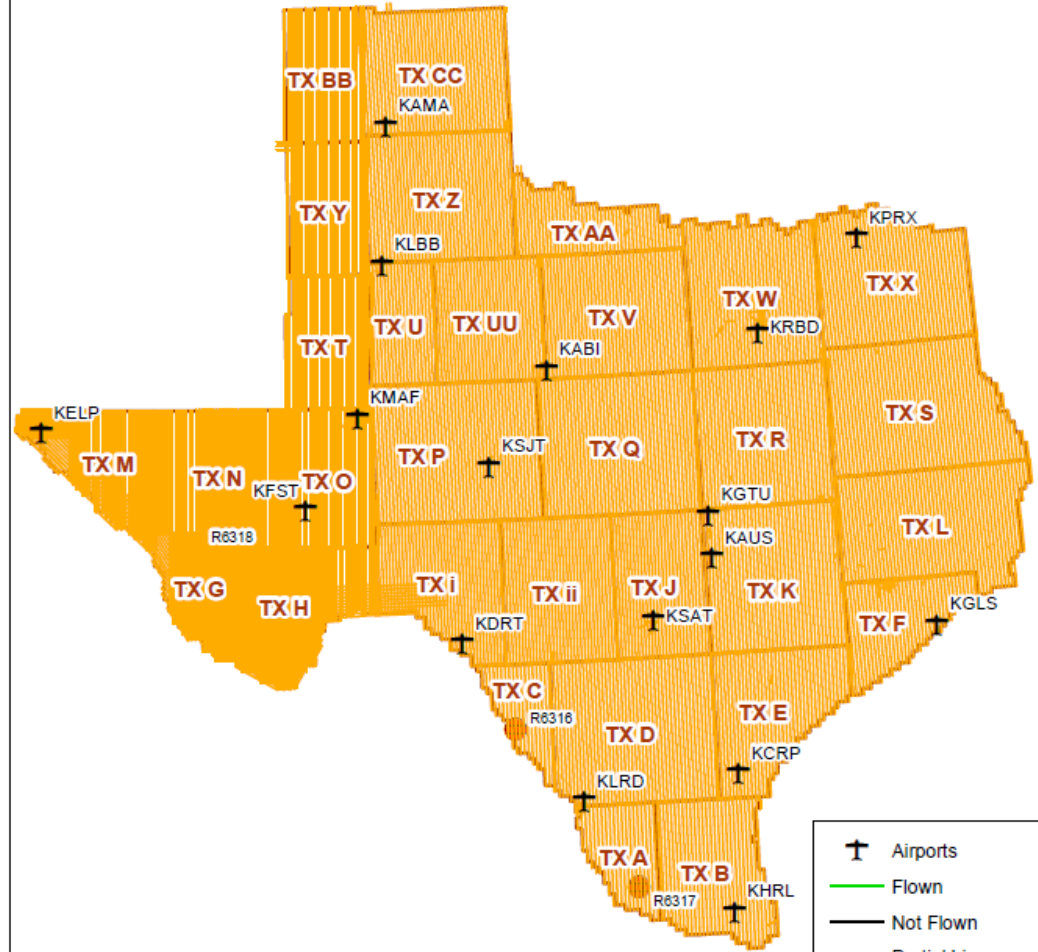 TX BB
TX CC
KAMA
TX Y
TX Z
TX AA
KPRX
KLBB
TX X
TX W
TX U
TX UU
TX V
KRBD
TX T
KABI
KMAF
KELP
TX S
TX M
TX N
TX O
TX P
KSJT
TX Q
TX R
KFST
KGTU
R6318
KAUS
TX L
TX G
TX H
TX i
TX ii
TX J
TX K
KSAT
KDRT
TX F
KGLS
TX C
R6316
TX D
TX E
KCRP
KLRD
TX A
TX B
R6317
KHRL
Airports
Flown
Not Flown